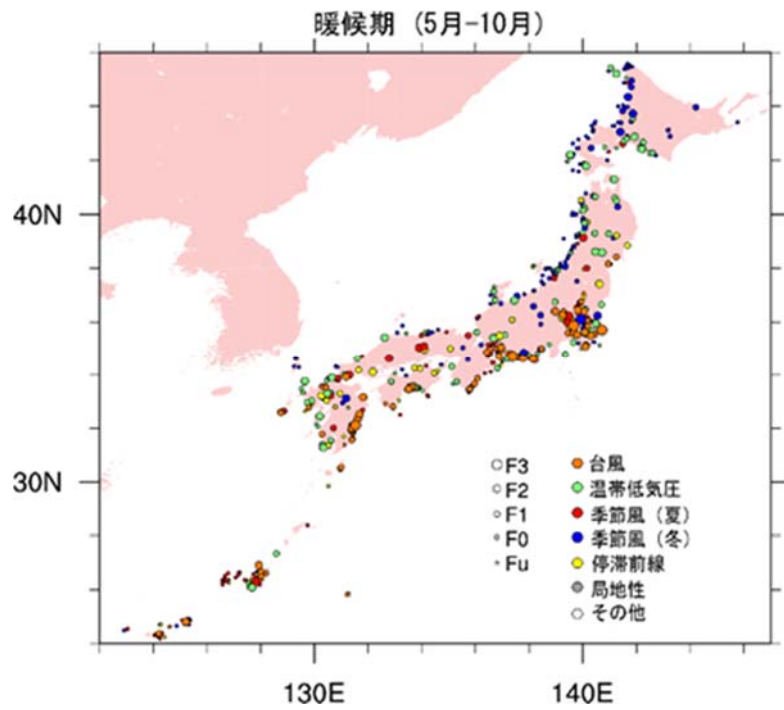 暖候期 (5月-10月)
40N
30N
130E
140E
F3
F2
F1
F0
Fu
台風
温帯低気圧
季節風（夏）
季節風（冬）
停滞前線
局地性
その他